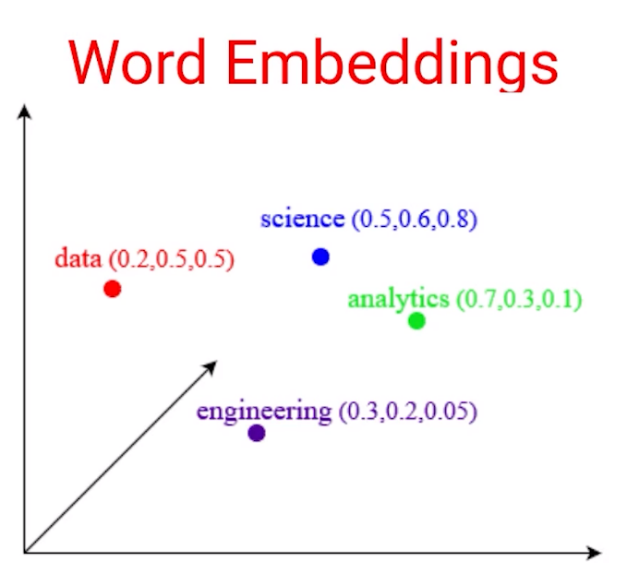 Word Embeddings
science (0.5,0.6,0.8)
data (0.2,0.5,0.5)
analytics (0.7,0.3,0.1)
engineering (0.3,0.2,0.05)